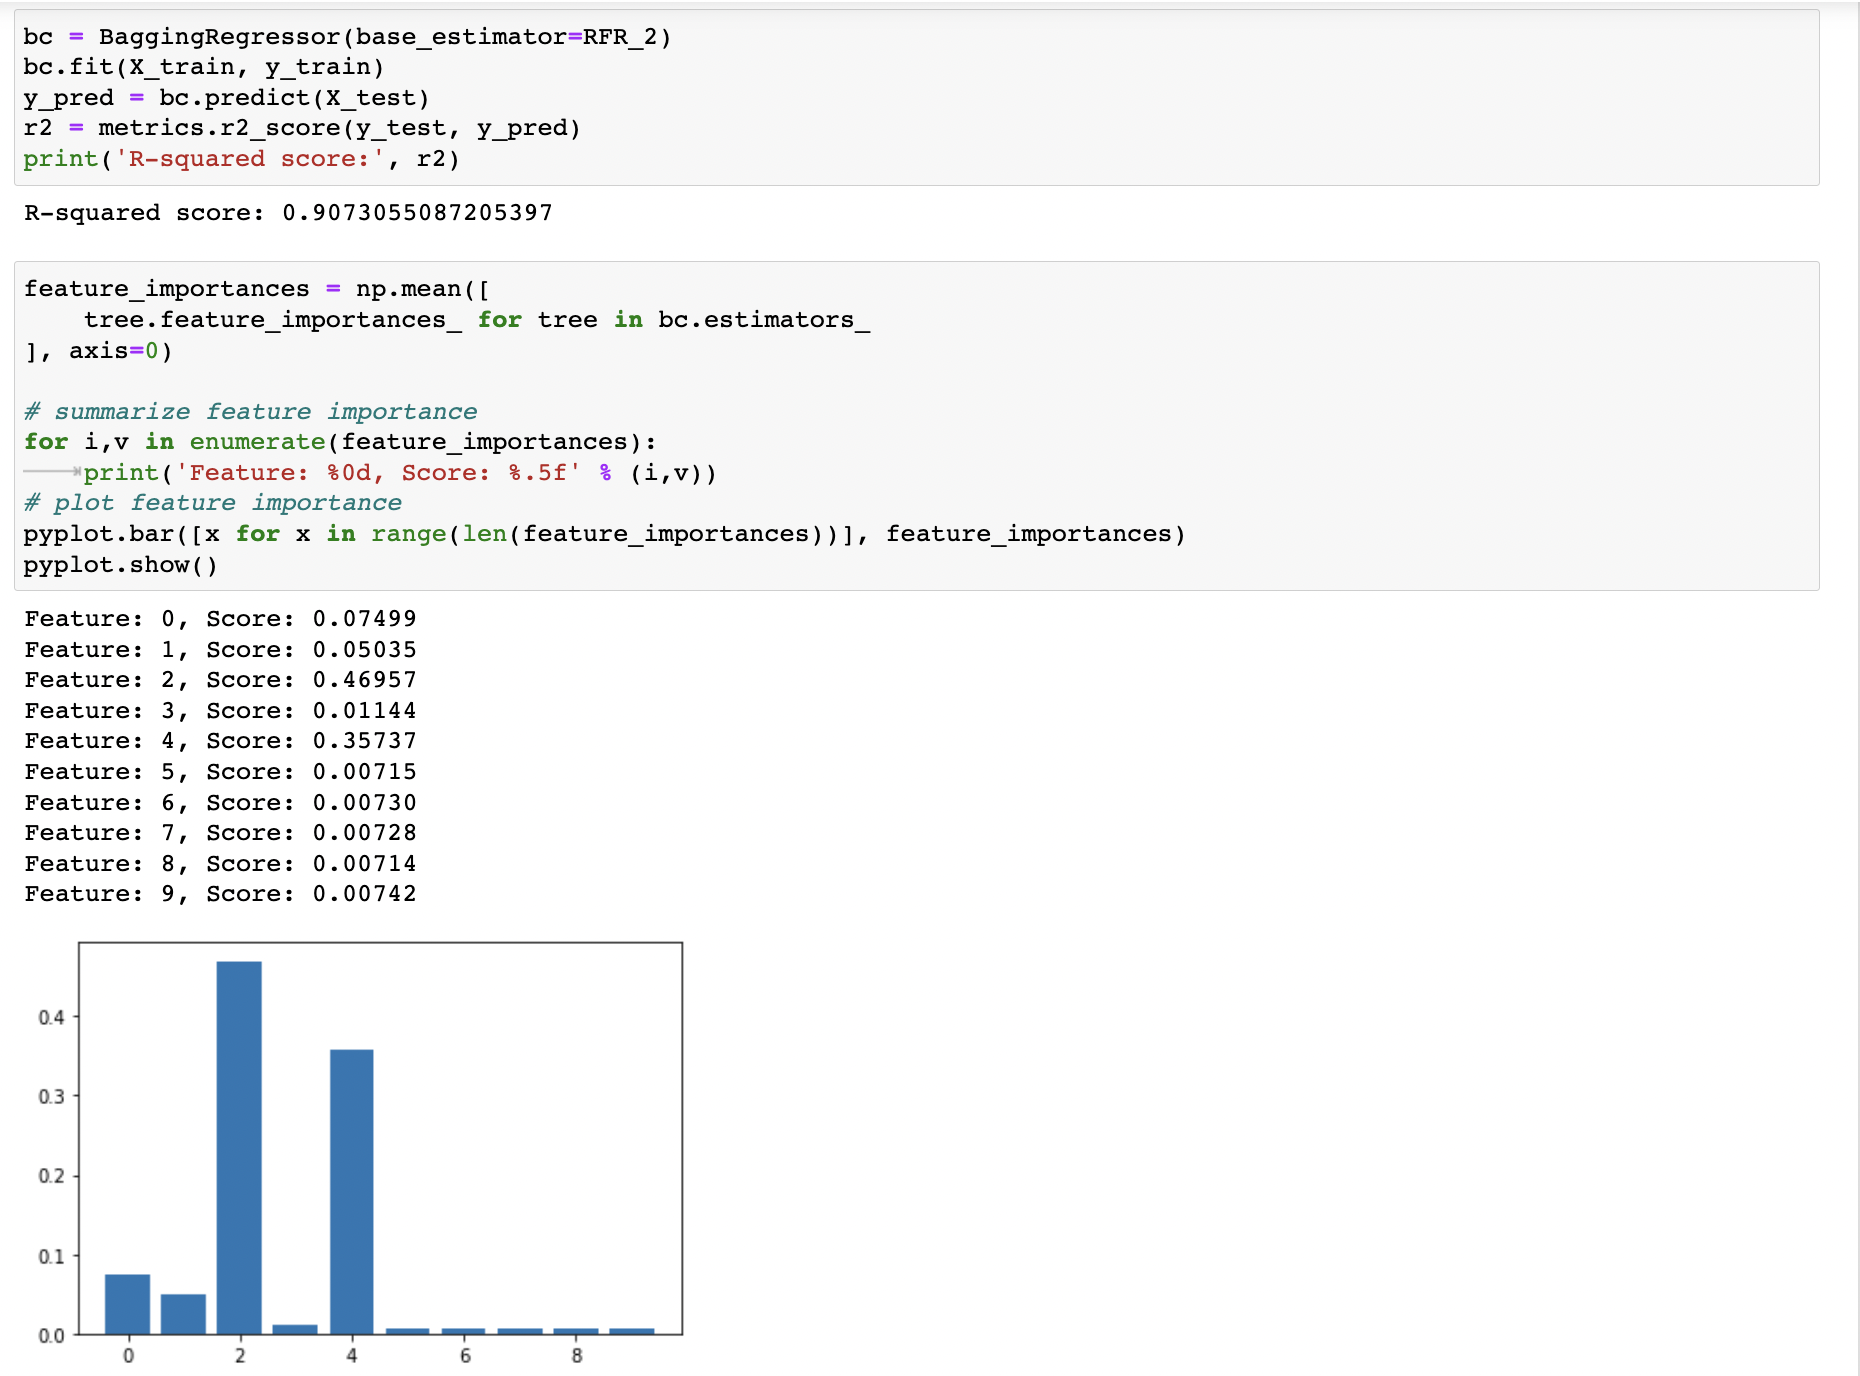 bc = BaggingRegressor(base_estimator=RFR_2)
bc.fit(X_train, y_train)
y_pred = bc.predict(X_test)
r2 = metrics.r2_score(y_test, y_pred)
print('R-squared score:', r2)
R-squared score: 0.9073055087205397
feature_importances = np.mean([
    tree.feature_importances_ for tree in bc.estimators_
], axis=0)
# summarize feature importance
for i,v in enumerate(feature_importances):
    print('Feature: %0d, Score: %.5f' % (i,v))
# plot feature importance
pyplot.bar([x for x in range(len(feature_importances))], feature_importances)
pyplot.show()
Feature: 0, Score: 0.07499
Feature: 1, Score: 0.05035
Feature: 2, Score: 0.46957
Feature: 3, Score: 0.01144
Feature: 4, Score: 0.35737
Feature: 5, Score: 0.00715
Feature: 6, Score: 0.00730
Feature: 7, Score: 0.00728
Feature: 8, Score: 0.00714
Feature: 9, Score: 0.00742
0.4
0.3
0.2
0.1
0.0
0 2 4 6 8